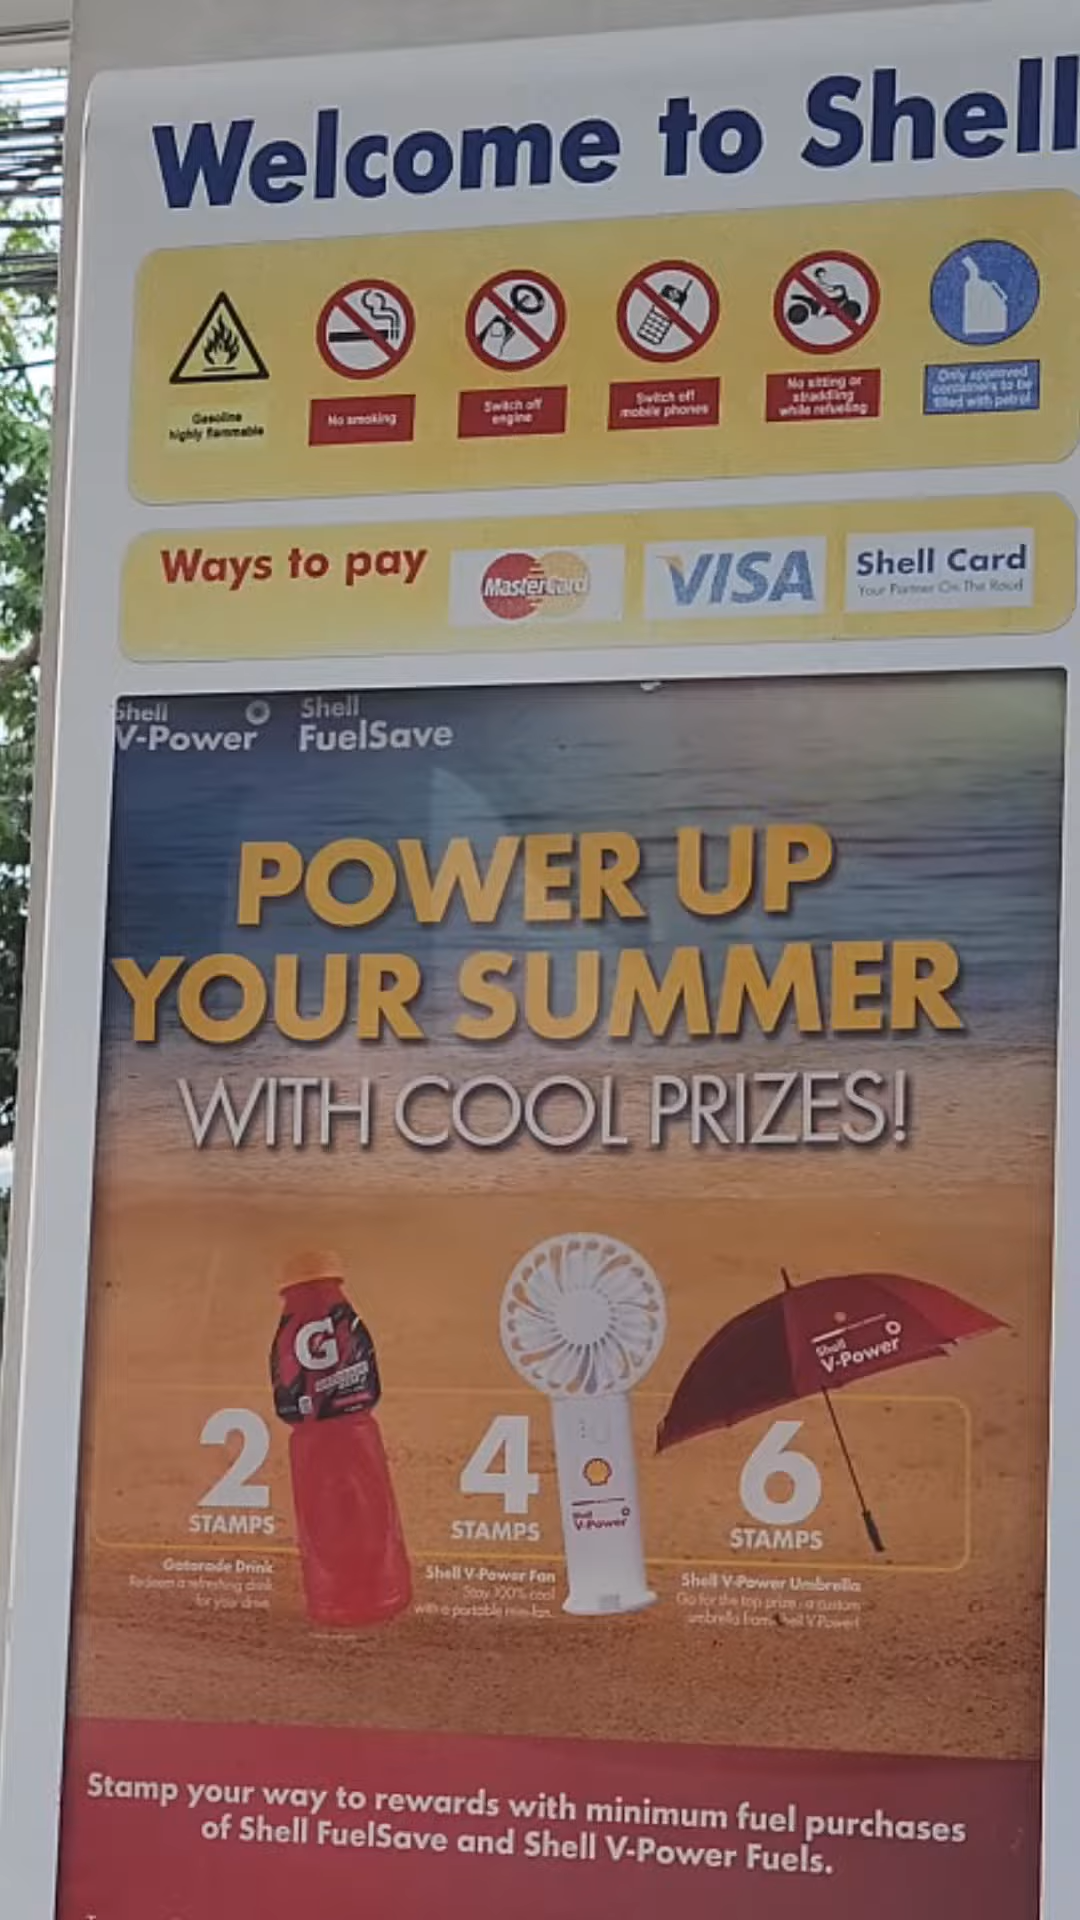 Welcome to Shell
Gasoline
highly flammable
No smoking
Switch off
engine
Switch off
mobile phones
No sitting or
straddling
while refueling
Only approved
containers to be
filled with petrol
Ways to pay
MasterCard
VISA
Shell Card
Your Partner On The Road
Shell
V-Power
Shell
FuelSave
POWER UP
YOUR SUMMER
WITH COOL PRIZES!
G
Shell
V-Power
2
STAMPS
4
STAMPS
6
STAMPS
Shell
V-Power
Gatorade Drink
Redeem a refreshing drink
for your drive.
Shell V-Power Fan
Stay 100% cool
with a portable mini-fan.
Shell V-Power Umbrella
Go for the top prize - a custom
umbrella from Shell V-Power!
Stamp your way to rewards with minimum fuel purchases
of Shell FuelSave and Shell V-Power Fuels.